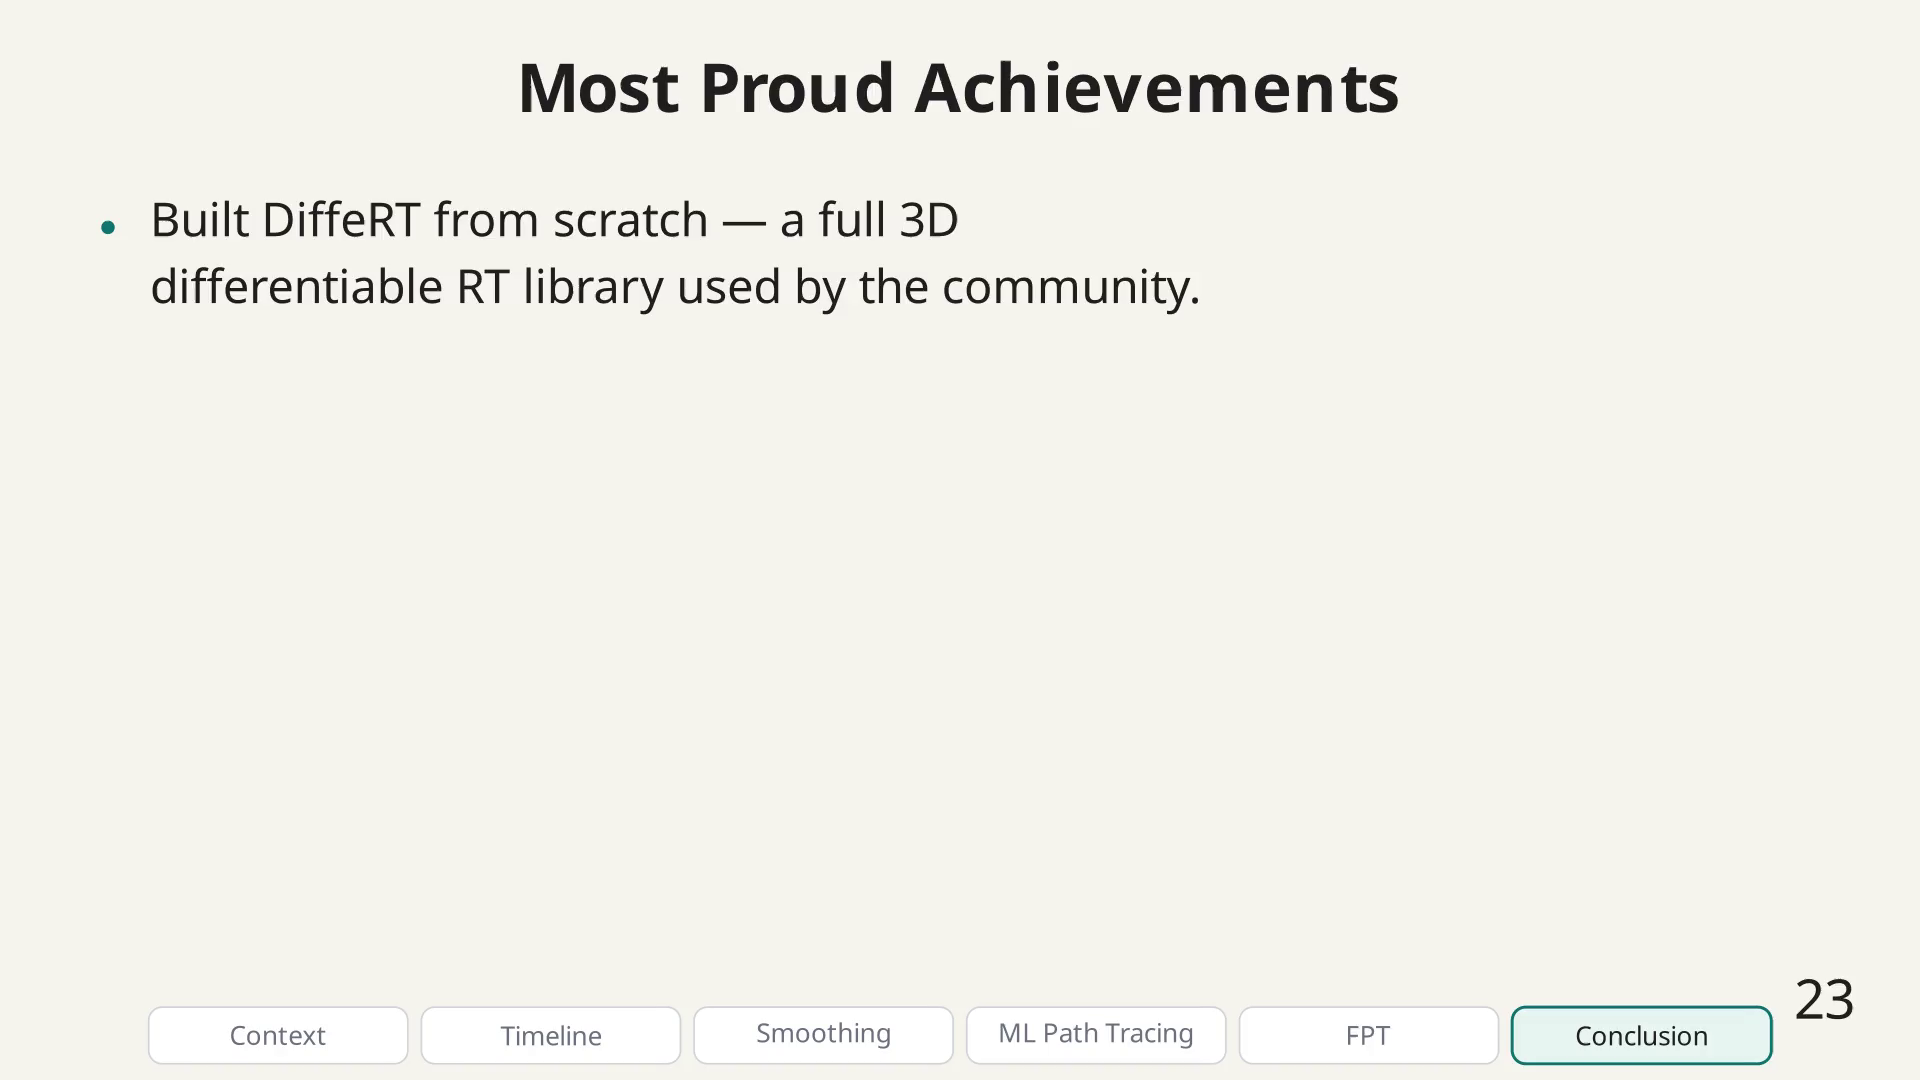 Most Proud Achievements
• Built DiffeRT from scratch — a full 3D
differentiable RT library used by the community.
Context
Timeline
Smoothing
ML Path Tracing
FPT
Conclusion
23